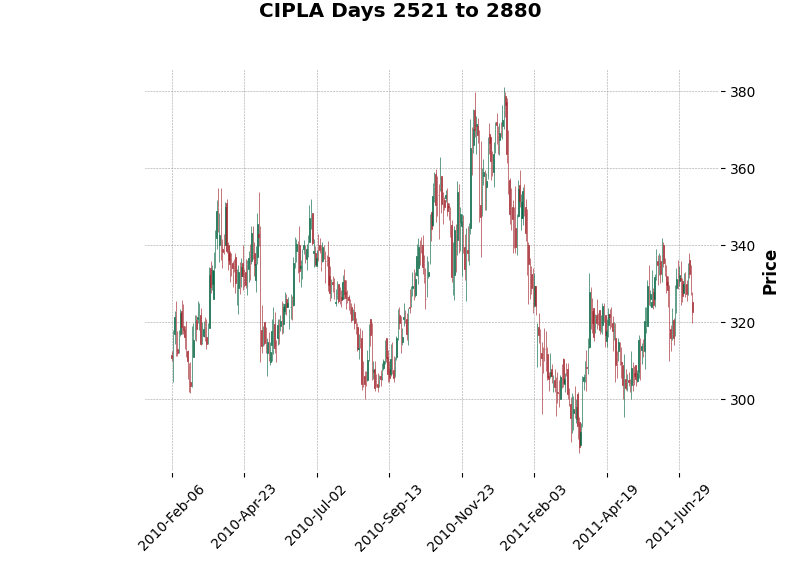 CIPLA Days 2521 to 2880
380
360
340
320
300
Price
2010-Feb-06
2010-Apr-23
2010-Jul-02
2010-Sep-13
2010-Nov-23
2011-Feb-03
2011-Apr-19
2011-Jun-29